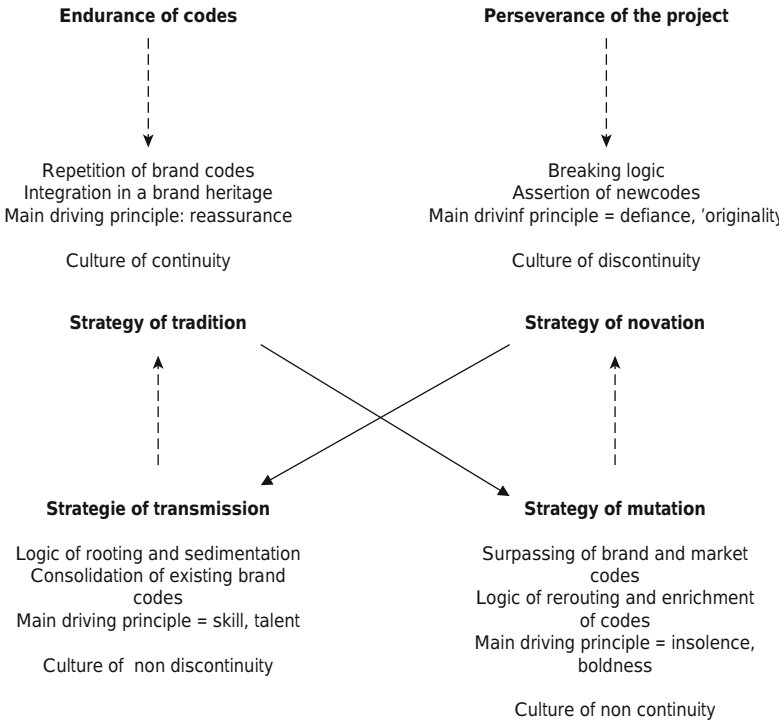 Endurance of codes
Perseverance of the project
Repetition of brand codes
Integration in a brand heritage
Main driving principle: reassurance
Culture of continuity
Breaking logic
Assertion of newcodes
Main drivinf principle = defiance, 'originality
Culture of discontinuity
Strategy of tradition
Strategy of novation
Strategie of transmission
Strategy of mutation
Logic of rooting and sedimentation
Consolidation of existing brand
codes
Main driving principle = skill, talent
Culture of non discontinuity
Surpassing of brand and market
codes
Logic of rerouting and enrichment
of codes
Main driving principle = insolence,
boldness
Culture of non continuity